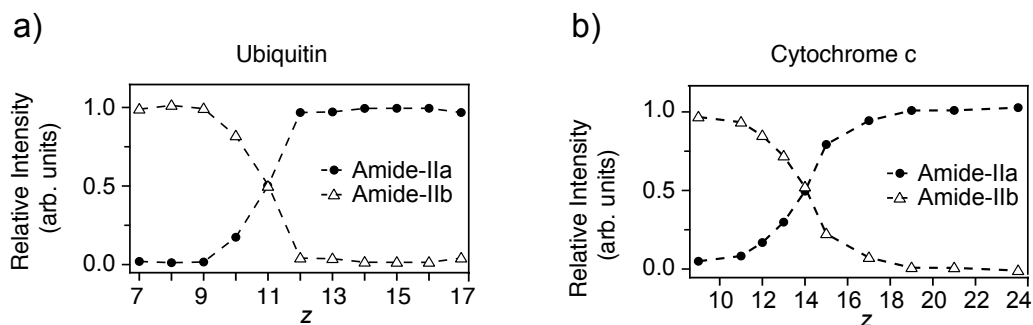 a)
Ubiquitin
Relative Intensity
(arb. units)
1.0
0.5
0.0
Amide-IIa
Amide-IIb
7 9 11 13 15 17
z
b)
Cytochrome c
Relative Intensity
(arb. units)
1.0
0.5
0.0
Amide-IIa
Amide-IIb
10 12 14 16 18 20 22 24
z